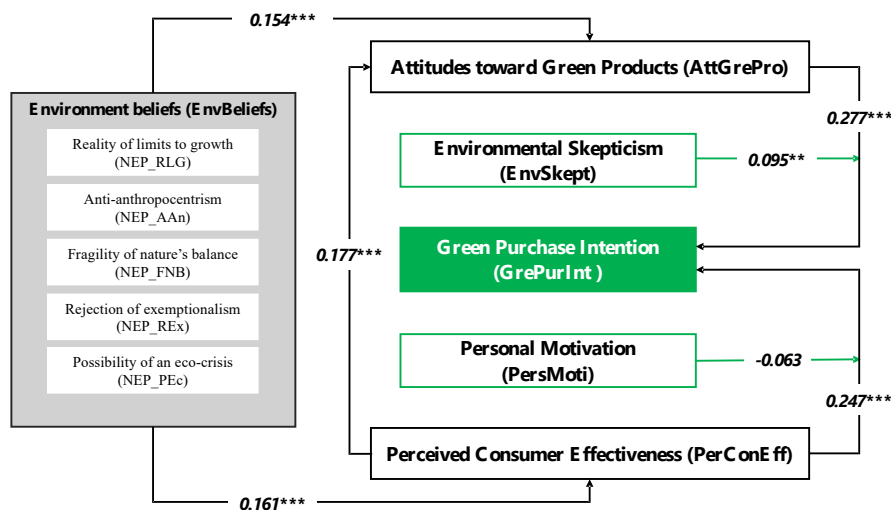 0.154***
Attitudes toward Green Products (AttGrePro)
Environment beliefs (EnvBeliefs)
Reality of limits to growth
(NEP_RLG)
Anti-anthropocentrism
(NEP_AAn)
Fragility of nature's balance
(NEP_FNB)
Rejection of exemptionalism
(NEP_REx)
Possibility of an eco-crisis
(NEP_PEc)
0.277***
Environmental Skepticism
(EnvSkept)
0.095**
0.177***
Green Purchase Intention
(GrePurInt )
Personal Motivation
(PersMoti)
-0.063
0.247***
Perceived Consumer Effectiveness (PerConEff)
0.161***